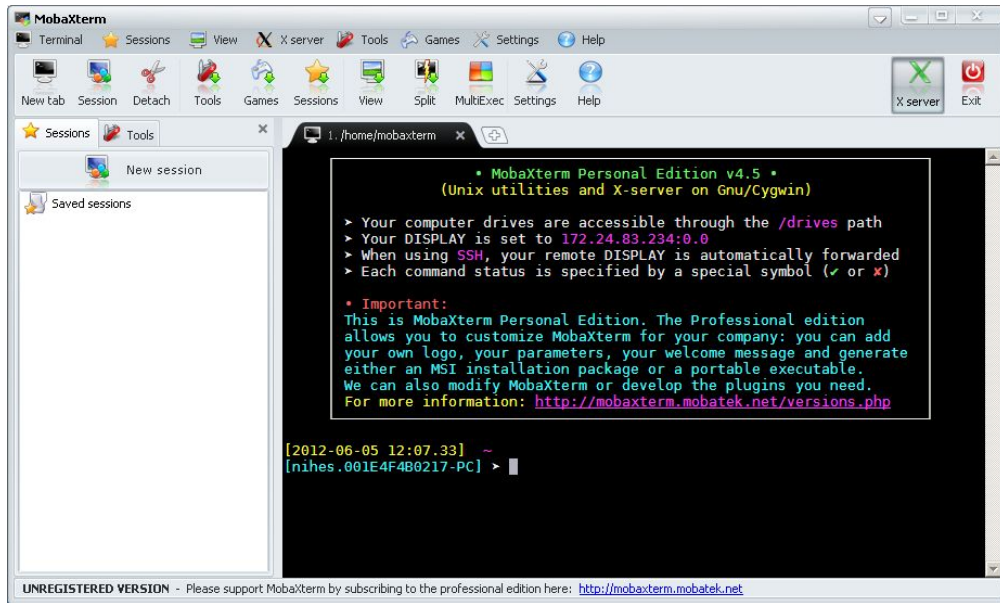 MobaXterm
Terminal Sessions View X server Tools Games Settings Help
New tab Session Detach Tools Games Sessions View Split MultiExec Settings Help X server Exit
Sessions Tools
1. /home/mobaxterm
New session
Saved sessions
• MobaXterm Personal Edition v4.5 •
(Unix utilities and X-server on Gnu/Cygwin)
➤ Your computer drives are accessible through the /drives path
➤ Your DISPLAY is set to 172.24.83.234:0.0
➤ When using SSH, your remote DISPLAY is automatically forwarded
➤ Each command status is specified by a special symbol (✔ or ✘)
• Important:
This is MobaXterm Personal Edition. The Professional edition
allows you to customize MobaXterm for your company: you can add
your own logo, your parameters, your welcome message and generate
either an MSI installation package or a portable executable.
We can also modify MobaXterm or develop the plugins you need.
For more information: http://mobaxterm.mobatek.net/versions.php
[2012-06-05 12:07.33] ~
[nihes.001E4F4B0217-PC] ➤
UNREGISTERED VERSION - Please support MobaXterm by subscribing to the professional edition here: http://mobaxterm.mobatek.net